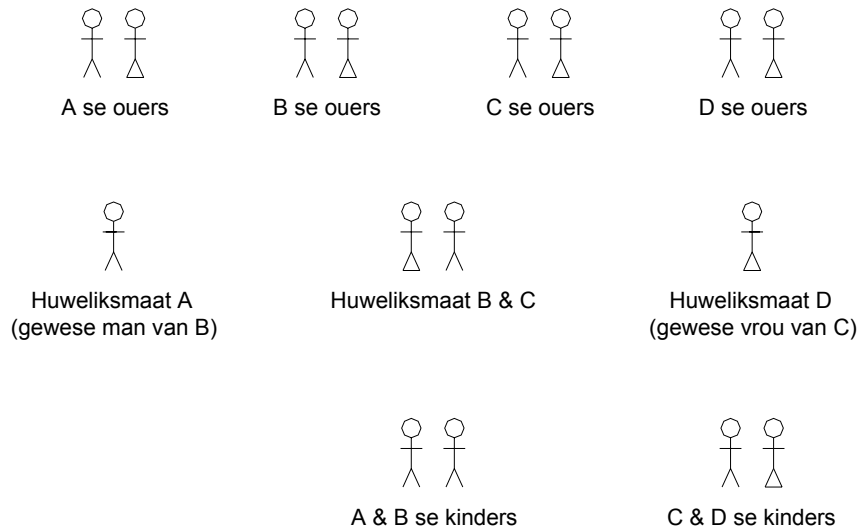 A se ouers
B se ouers
C se ouers
D se ouers
Huweliksmaat A
(gewese man van B)
Huweliksmaat B & C
Huweliksmaat D
(gewese vrou van C)
A & B se kinders
C & D se kinders